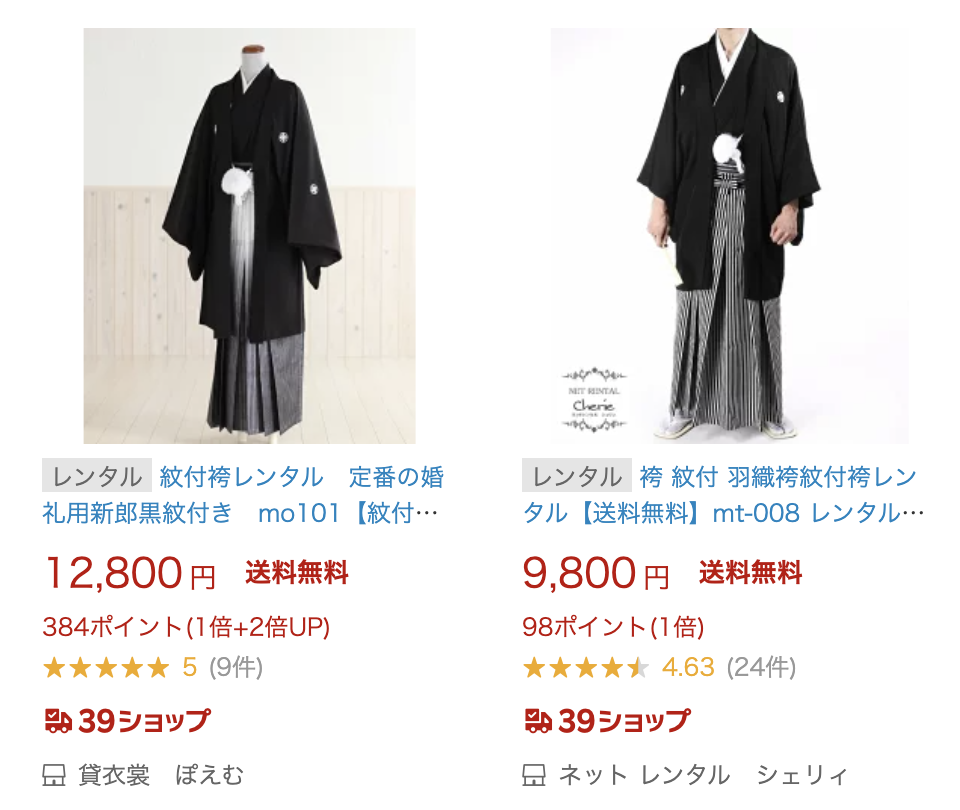 NET RENTAL
Cherie
レンタル 紋付袴レンタル　定番の婚
礼用新郎黒紋付き　mo101【紋付…
12,800円 送料無料
384ポイント(1倍+2倍UP)
5 (9件)
39ショップ
貸衣裳　ぽえむ
レンタル 袴 紋付 羽織袴紋付袴レン
タル【送料無料】mt-008 レンタル…
9,800円 送料無料
98ポイント(1倍)
4.63 (24件)
39ショップ
ネット レンタル　シェリィ